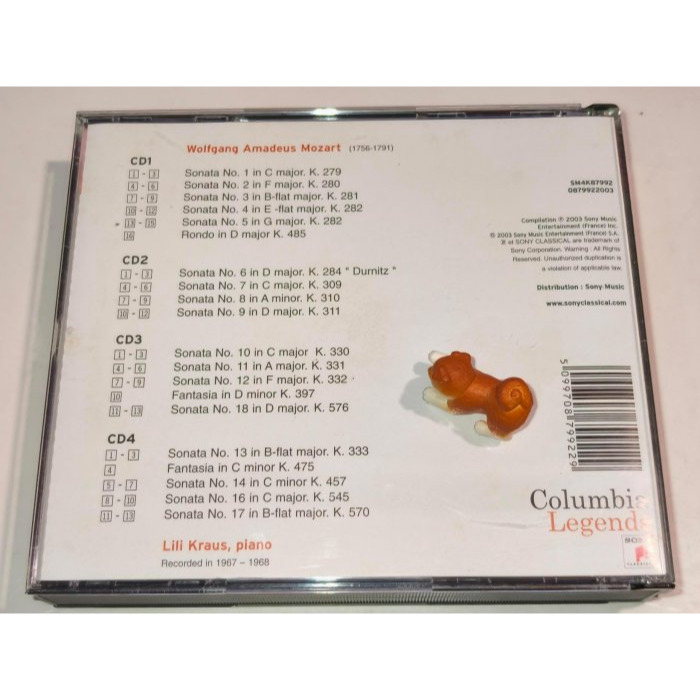 Wolfgang Amadeus Mozart (1756-1791)
CD1
1 - 3 Sonata No. 1 in C major. K. 279
4 - 6 Sonata No. 2 in F major. K. 280
7 - 9 Sonata No. 3 in B-flat major. K. 281
10 - 12 Sonata No. 4 in E -flat major. K. 282
13 - 15 Sonata No. 5 in G major. K. 282
16 Rondo in D major K. 485
CD2
1 - 3 Sonata No. 6 in D major. K. 284 " Durnitz "
4 - 6 Sonata No. 7 in C major. K. 309
7 - 9 Sonata No. 8 in A minor. K. 310
10 - 12 Sonata No. 9 in D major. K. 311
CD3
1 - 3 Sonata No. 10 in C major K. 330
4 - 6 Sonata No. 11 in A major. K. 331
7 - 9 Sonata No. 12 in F major. K. 332
10 Fantasia in D minor K. 397
11 - 13 Sonata No. 18 in D major. K. 576
CD4
1 - 3 Sonata No. 13 in B-flat major. K. 333
4 Fantasia in C minor K. 475
5 - 7 Sonata No. 14 in C minor K. 457
8 - 10 Sonata No. 16 in C major. K. 545
11 - 13 Sonata No. 17 in B-flat major. K. 570
Lili Kraus, piano
Recorded in 1967 - 1968
SM4K87992
0879922003
Compilation ℗ 2003 Sony Music
Entertainment (France) Inc.
© 2003 Sony Music Entertainment (France) S.A.
et SONY CLASSICAL are trademark of
Sony Corporation. Warning : All Rights
Reserved. Unauthorized duplication is
a violation of applicable law.
Distribution : Sony Music
www.sonyclassical.com
5099708799229
Columbia
Legends
SONY
CLASSICAL